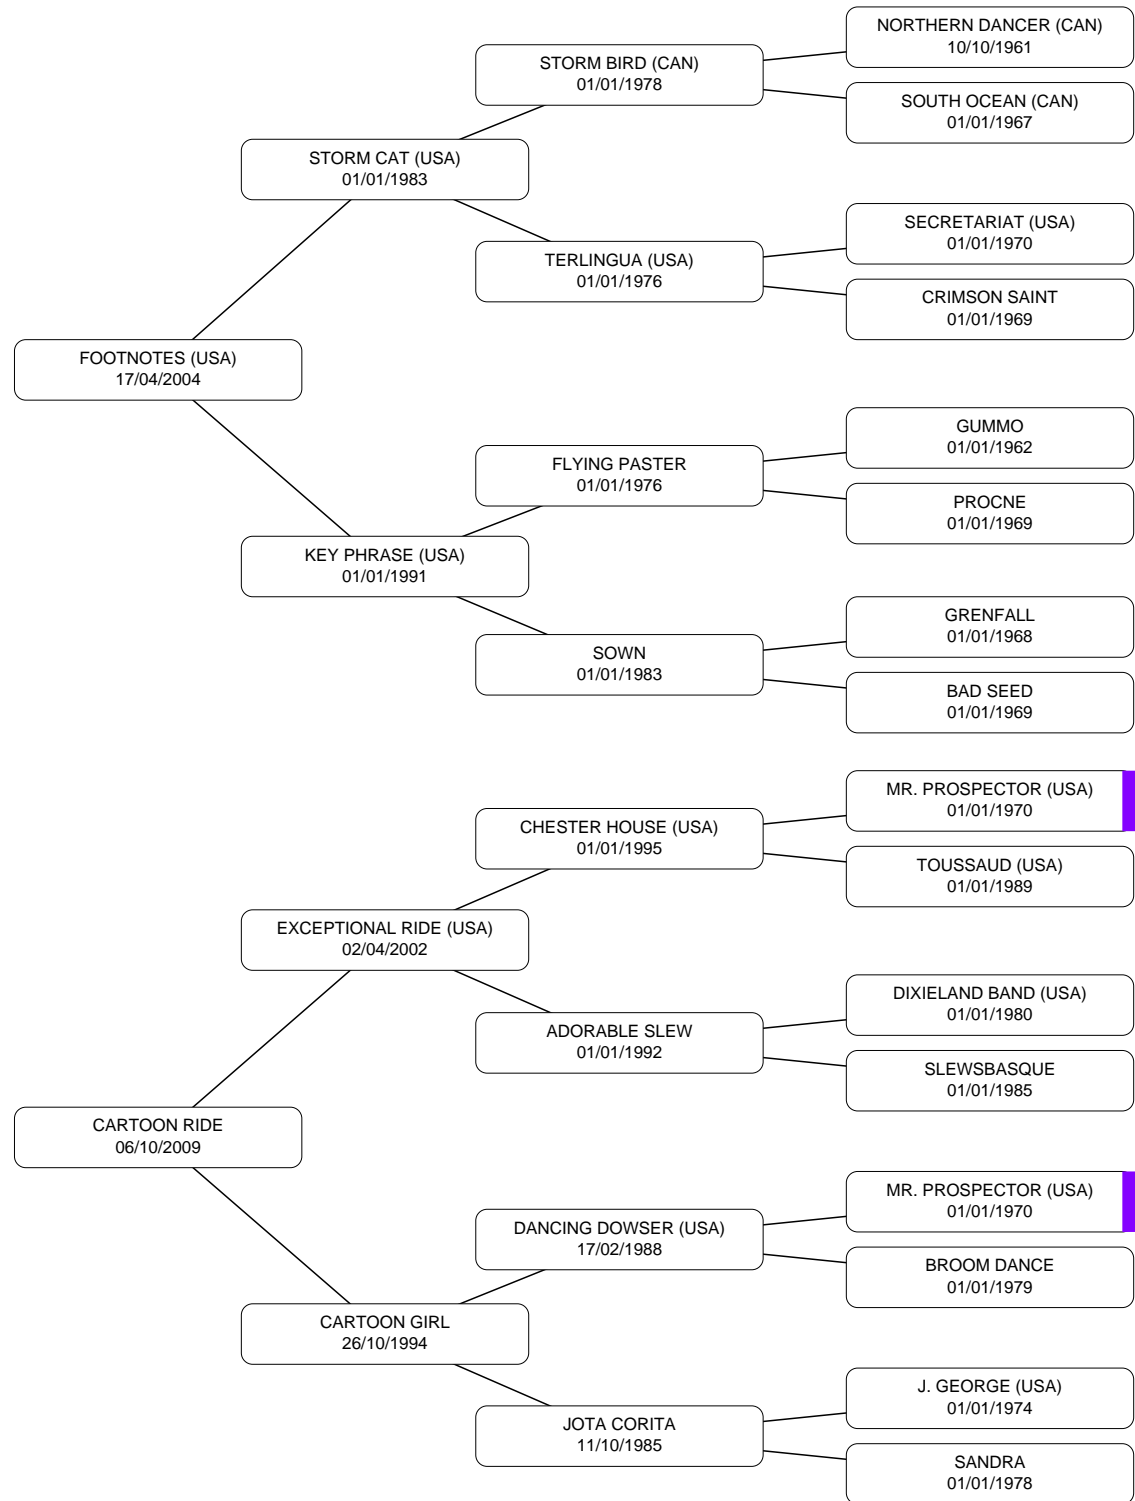 NORTHERN DANCER (CAN)
10/10/1961
STORM BIRD (CAN)
01/01/1978
SOUTH OCEAN (CAN)
01/01/1967
STORM CAT (USA)
01/01/1983
SECRETARIAT (USA)
01/01/1970
TERLINGUA (USA)
01/01/1976
CRIMSON SAINT
01/01/1969
FOOTNOTES (USA)
17/04/2004
GUMMO
01/01/1962
FLYING PASTER
01/01/1976
PROCNE
01/01/1969
KEY PHRASE (USA)
01/01/1991
GRENFALL
01/01/1968
SOWN
01/01/1983
BAD SEED
01/01/1969
MR. PROSPECTOR (USA)
01/01/1970
CHESTER HOUSE (USA)
01/01/1995
TOUSSAUD (USA)
01/01/1989
EXCEPTIONAL RIDE (USA)
02/04/2002
DIXIELAND BAND (USA)
01/01/1980
ADORABLE SLEW
01/01/1992
SLEWSBASQUE
01/01/1985
CARTOON RIDE
06/10/2009
MR. PROSPECTOR (USA)
01/01/1970
DANCING DOWSER (USA)
17/02/1988
BROOM DANCE
01/01/1979
CARTOON GIRL
26/10/1994
J. GEORGE (USA)
01/01/1974
JOTA CORITA
11/10/1985
SANDRA
01/01/1978